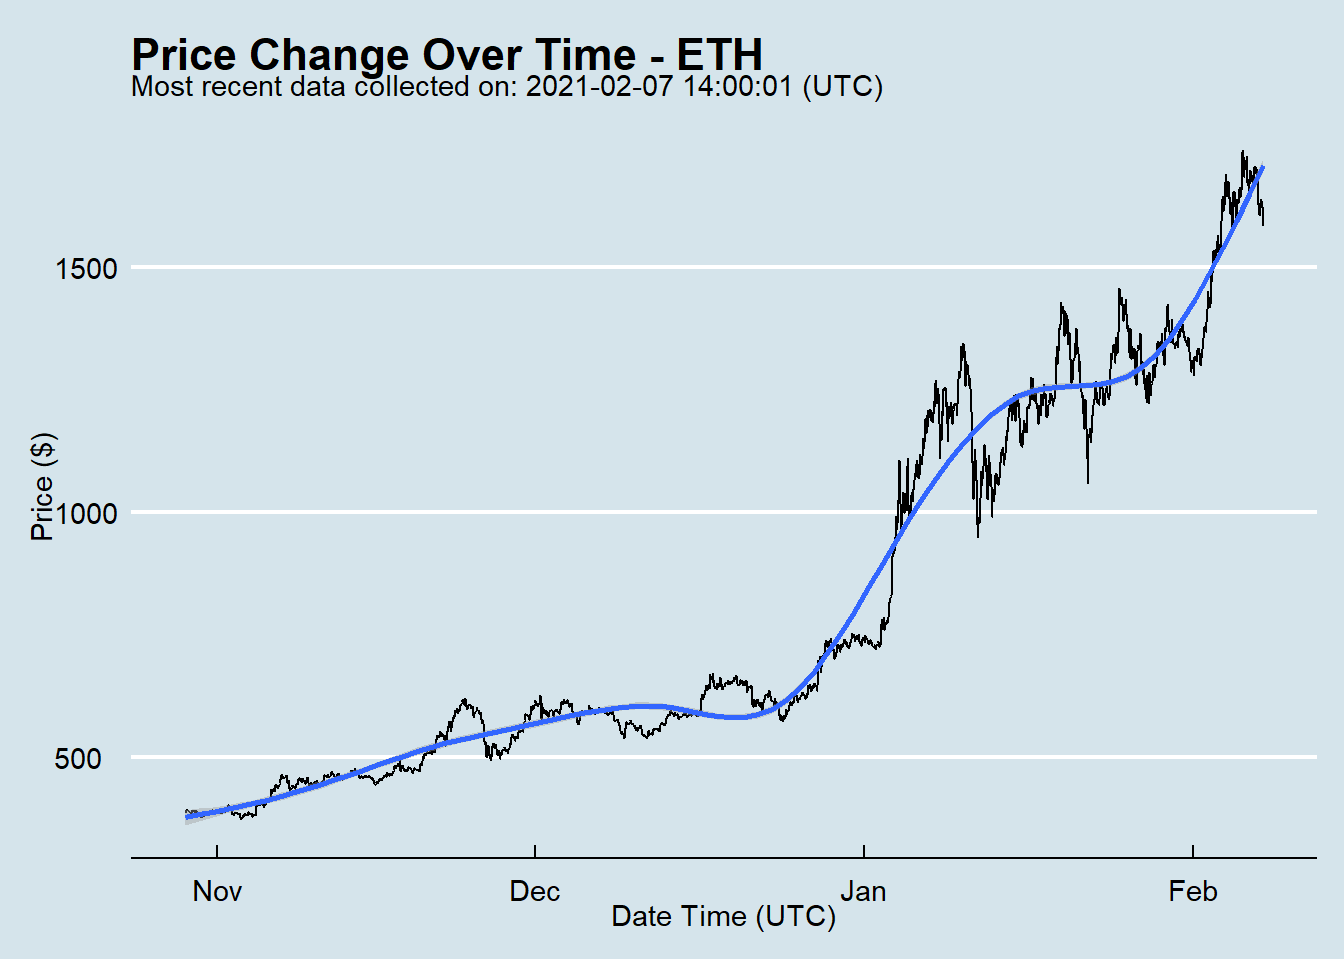 Price Change Over Time - ETH
Most recent data collected on: 2021-02-07 14:00:01 (UTC)
Price ($)
1500
1000
500
Nov
Dec
Jan
Feb
Date Time (UTC)